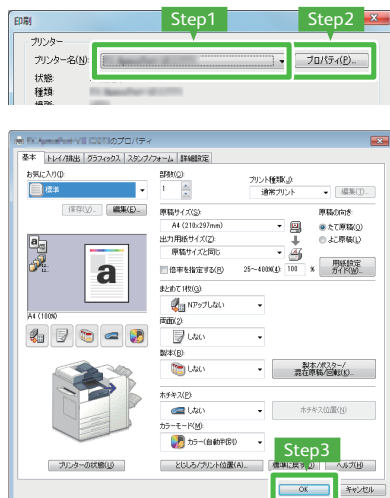 印刷
Step1
Step2
プリンター
プリンター名(N):
プロパティ(P)...
状態:
種類:
場所:
のプロパティ
基本
トレイ/排出
グラフィックス
スタンプ/フォーム
詳細設定
お気に入り(J):
標準
保存(V)...
編集(E)...
A4 (100%)
プリンターの状態(U)
部数(C):
1
プリント種類(J):
通常プリント
編集(T)...
原稿サイズ(S):
A4 (210x297mm)
出力用紙サイズ(Z):
原稿サイズと同じ
倍率を指定する(R)
25~400%(4):
100
%
原稿の向き:
たて原稿(O)
よこ原稿(L)
用紙設定
ガイド(W)...
まとめて1枚(G):
Nアップしない
両面(2):
しない
製本(B):
しない
製本/ポスター/
混在原稿/回転(K)...
ホチキス(P):
しない
ホチキス位置(N)
カラーモード(M):
カラー(自動判別)
Step3
とじしろ/プリント位置(A)...
標準に戻す(D)
ヘルプ(H)
OK
キャンセル